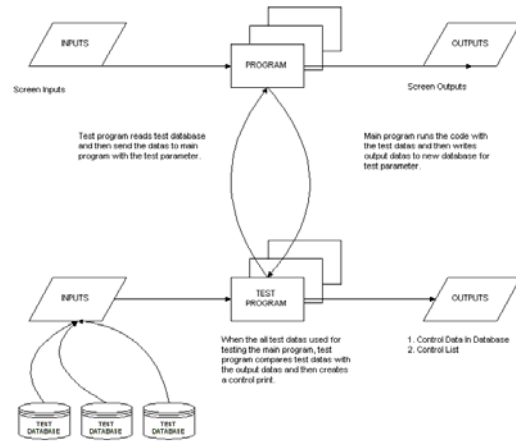 INPUTS
PROGRAM
OUTPUTS
Screen Inputs
Screen Outputs
Test program reads test database
and then send the datas to main
program with the test parameter.
Main program runs the code with
the test datas and then writes
output datas to new database for
test parameter.
INPUTS
TEST
PROGRAM
OUTPUTS
When the all test datas used for
testing the main program, test
program compares test datas with
the output datas and then creates
a control print.
1. Control Data In Database
2. Control List
TEST
DATABASE
TEST
DATABASE
TEST
DATABASE